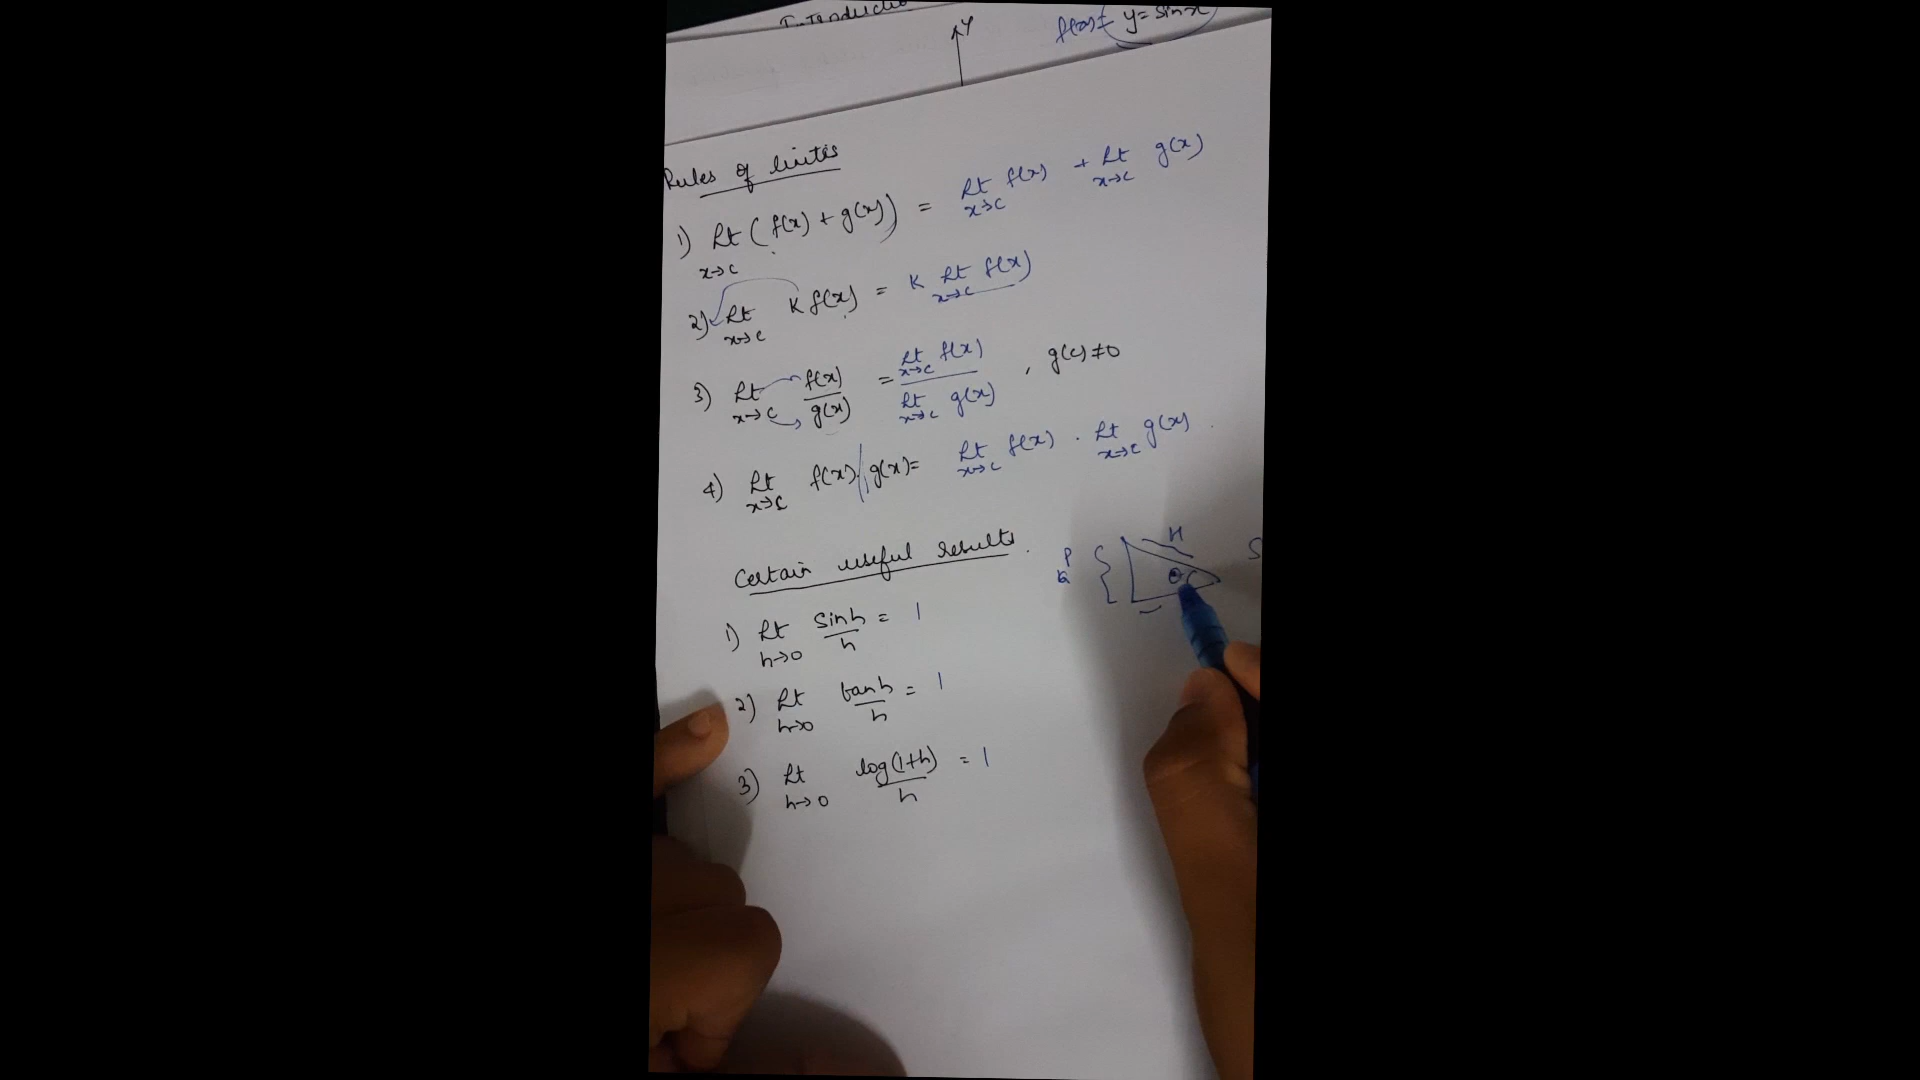 Introductio
Y
f(x)= y=sinx
Rules of limits
1) Lt x→c (f(x) + g(x)) = Lt x→c f(x) + Lt x→c g(x)
2) Lt x→c K f(x) = K Lt x→c f(x)
3) Lt x→c f(x)/g(x) = Lt x→c f(x) / Lt x→c g(x) , g(c)≠0
4) Lt x→c f(x).g(x)= Lt x→c f(x) . Lt x→c g(x)
Certain useful results.
H
P
θ
S
1) Lt h→0 sinh/h = 1
2) Lt h→0 tanh/h = 1
3) Lt h→0 log(1+h)/h = 1